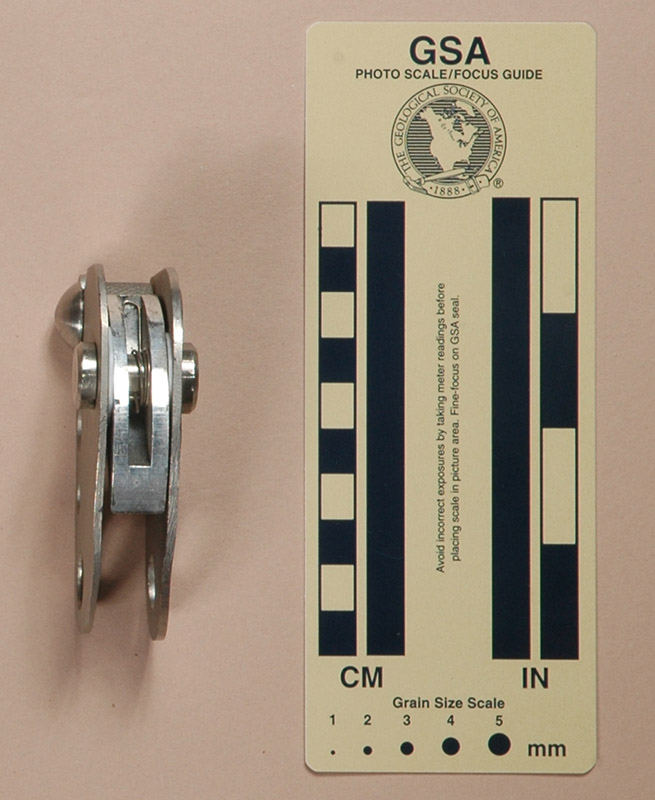 GSA
PHOTO SCALE/FOCUS GUIDE
THE GEOLOGICAL SOCIETY OF AMERICA
·1888·
®
Avoid incorrect exposures by taking meter readings before
placing scale in picture area. Fine-focus on GSA seal.
CM
IN
Grain Size Scale
1 2 3 4 5
mm